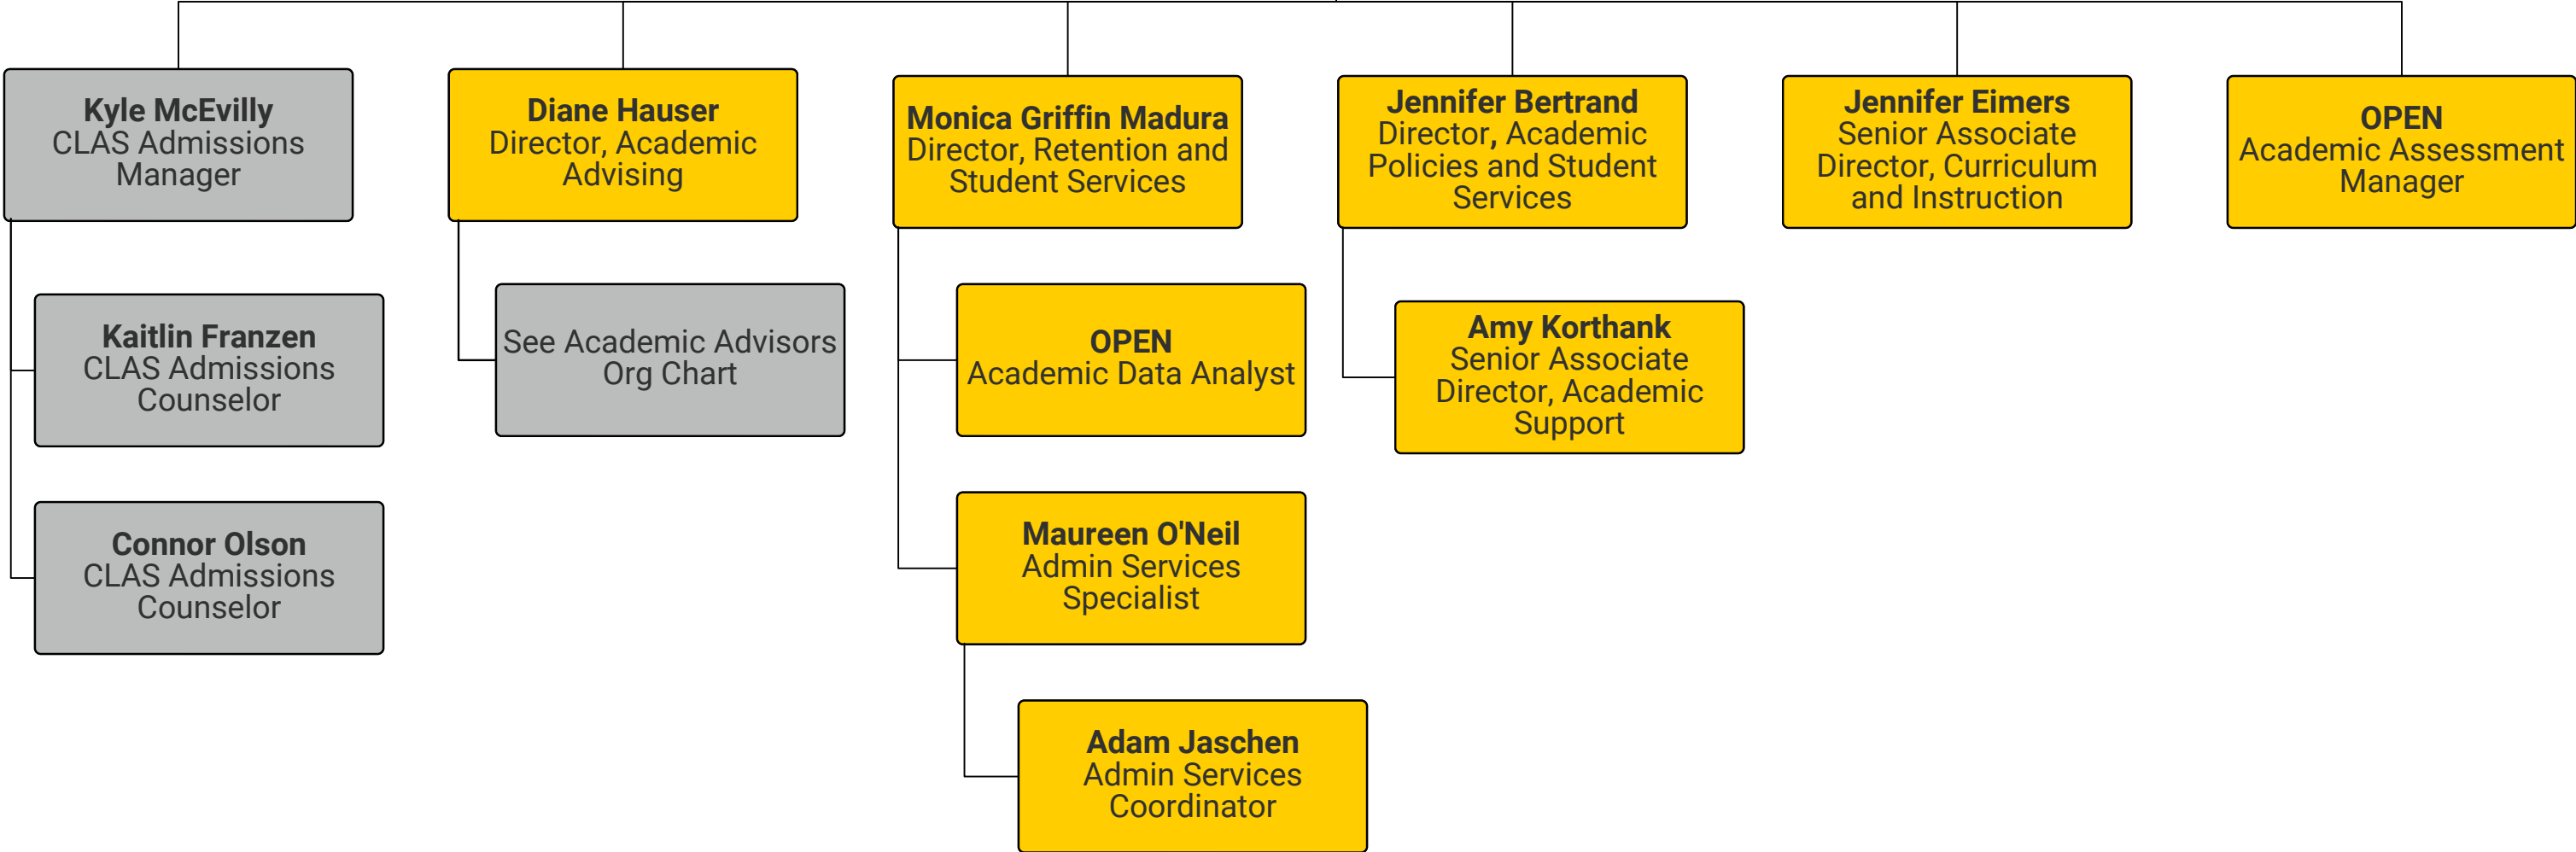 Kyle McEvilly
CLAS Admissions
Manager
Diane Hauser
Director, Academic
Advising
Monica Griffin Madura
Director, Retention and
Student Services
Jennifer Bertrand
Director, Academic
Policies and Student
Services
Jennifer Eimers
Senior Associate
Director, Curriculum
and Instruction
OPEN
Academic Assessment
Manager
Kaitlin Franzen
CLAS Admissions
Counselor
See Academic Advisors
Org Chart
OPEN
Academic Data Analyst
Amy Korthank
Senior Associate
Director, Academic
Support
Connor Olson
CLAS Admissions
Counselor
Maureen O'Neil
Admin Services
Specialist
Adam Jaschen
Admin Services
Coordinator